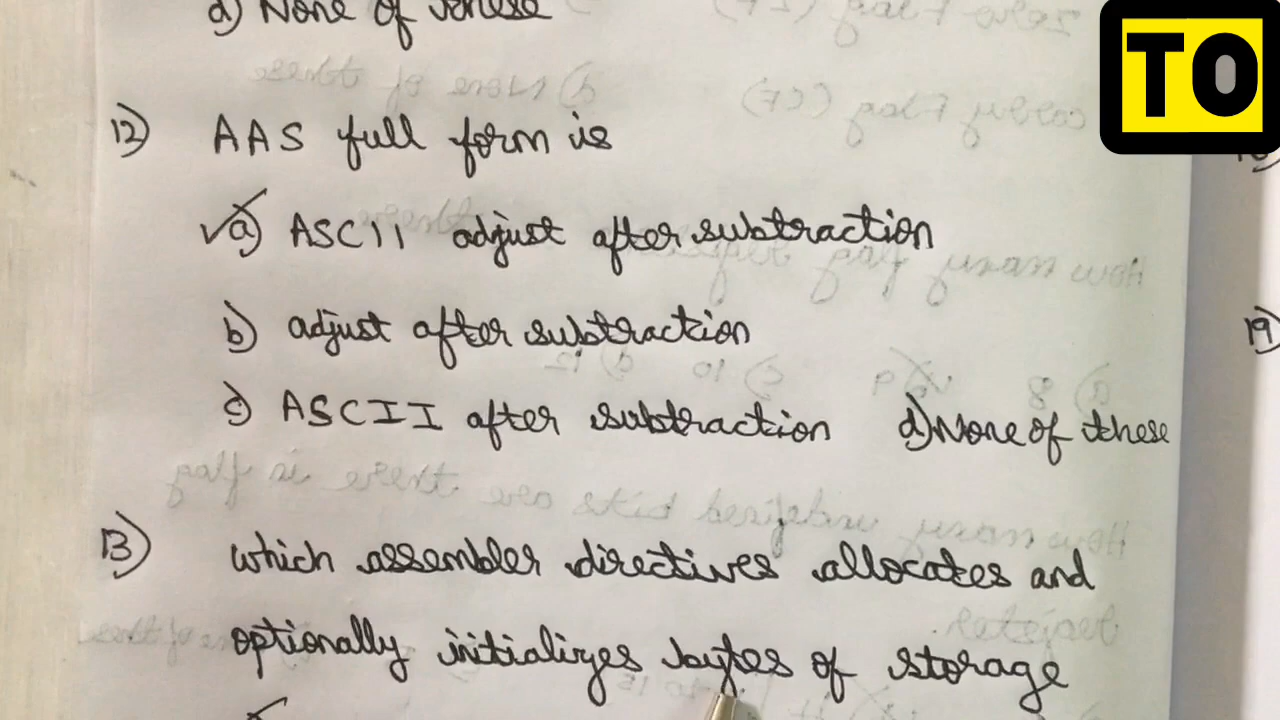 d) None of these
TO
12) AAS full form is
a) ASCII adjust after subtraction
b) adjust after subtraction
c) ASCII after subtraction d) None of these
19)
13) which assembler directives allocates and
optionally initializes bytes of storage